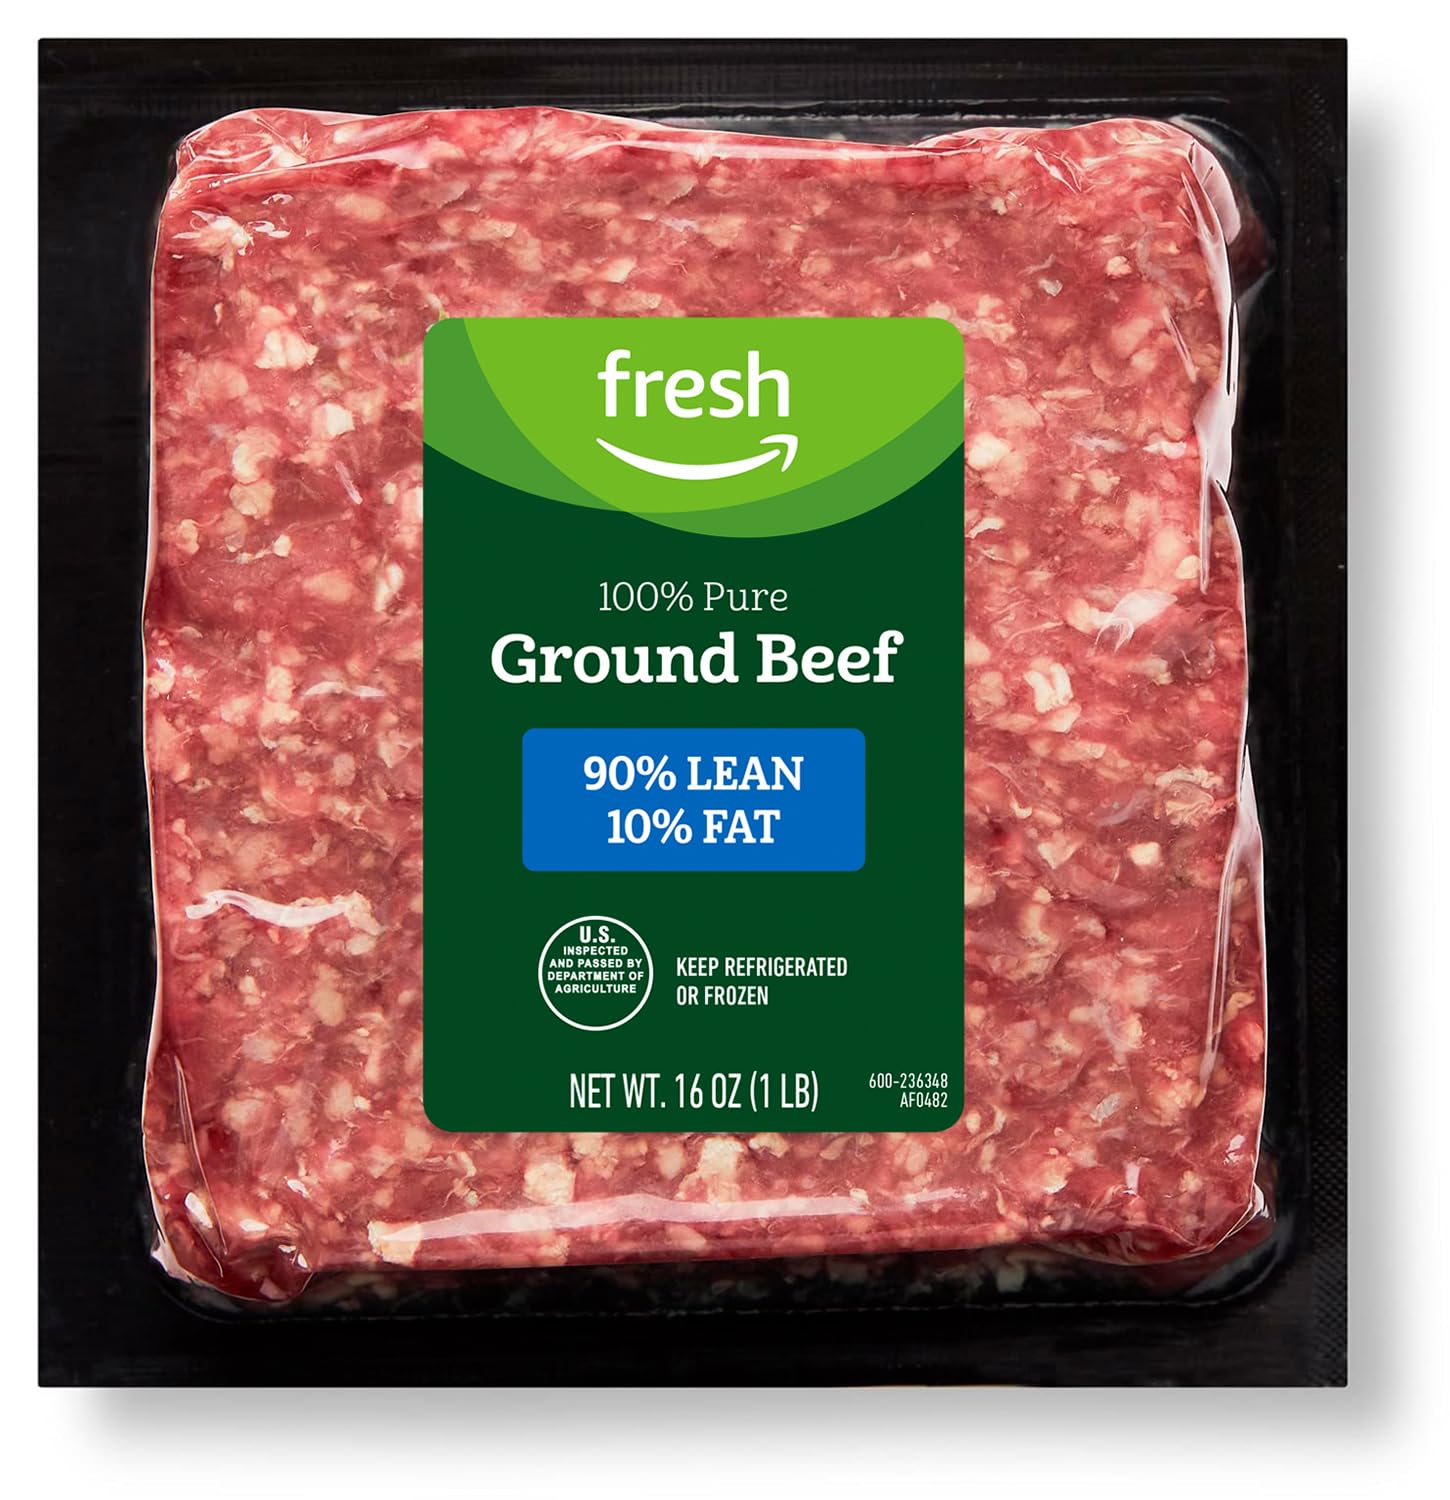 fresh
100% Pure
Ground Beef
90% LEAN
10% FAT
U.S.
INSPECTED
AND PASSED BY
DEPARTMENT OF
AGRICULTURE
KEEP REFRIGERATED
OR FROZEN
NET WT. 16 OZ (1 LB)
600-236348
AF0482